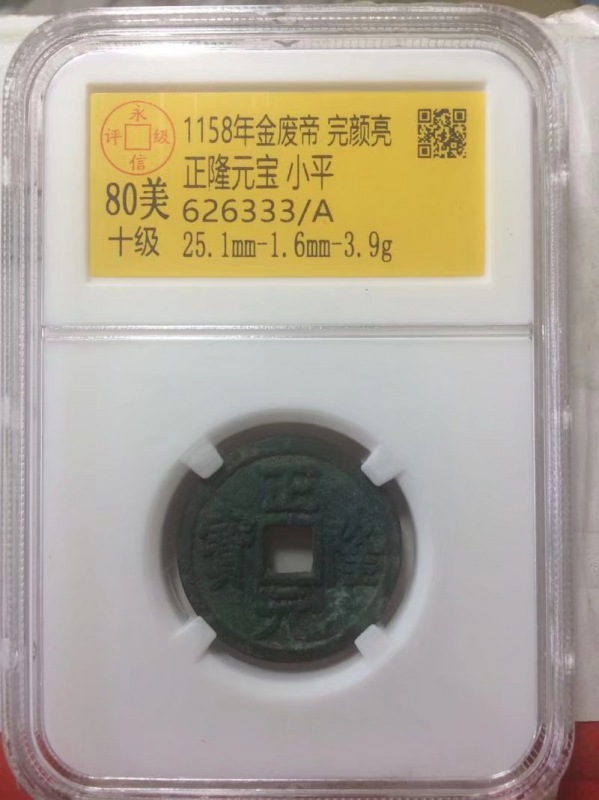 永信评级
1158年金废帝 完颜亮
正隆元宝 小平
80美 626333/A
十级 25.1mm-1.6mm-3.9g
正隆元寶